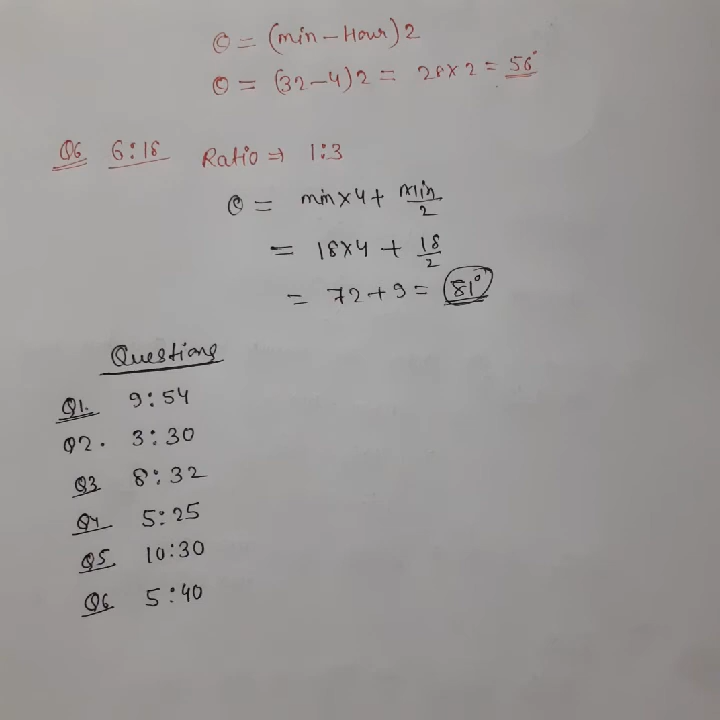 θ = (min - Hour) 2
θ = (32-4) 2 = 28 x 2 = 56°
Q6 6:18 Ratio ⇒ 1:3
θ = min x 4 + min/2
= 18x4 + 18/2
= 72 + 9 = 81°
Questions
Q1. 9:54
Q2. 3:30
Q3 8:32
Q4 5:25
Q5. 10:30
Q6 5:40